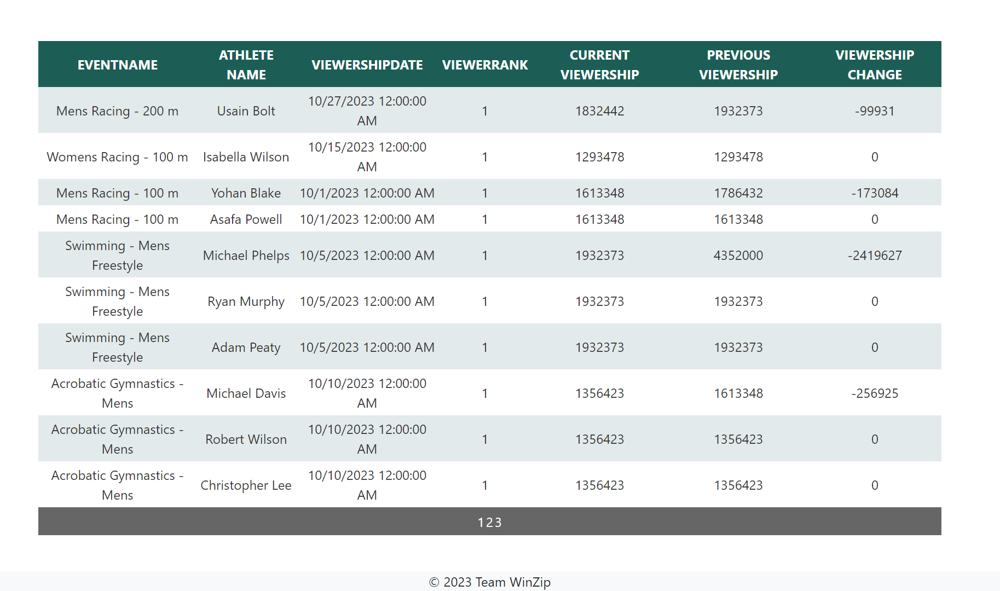 EVENTNAME ATHLETE NAME VIEWERSHIPDATE VIEWERRANK CURRENT VIEWERSHIP PREVIOUS VIEWERSHIP VIEWERSHIP CHANGE
Mens Racing - 200 m Usain Bolt 10/27/2023 12:00:00 AM 1 1832442 1932373 -99931
Womens Racing - 100 m Isabella Wilson 10/15/2023 12:00:00 AM 1 1293478 1293478 0
Mens Racing - 100 m Yohan Blake 10/1/2023 12:00:00 AM 1 1613348 1786432 -173084
Mens Racing - 100 m Asafa Powell 10/1/2023 12:00:00 AM 1 1613348 1613348 0
Swimming - Mens Freestyle Michael Phelps 10/5/2023 12:00:00 AM 1 1932373 4352000 -2419627
Swimming - Mens Freestyle Ryan Murphy 10/5/2023 12:00:00 AM 1 1932373 1932373 0
Swimming - Mens Freestyle Adam Peaty 10/5/2023 12:00:00 AM 1 1932373 1932373 0
Acrobatic Gymnastics - Mens Michael Davis 10/10/2023 12:00:00 AM 1 1356423 1613348 -256925
Acrobatic Gymnastics - Mens Robert Wilson 10/10/2023 12:00:00 AM 1 1356423 1356423 0
Acrobatic Gymnastics - Mens Christopher Lee 10/10/2023 12:00:00 AM 1 1356423 1356423 0
1 2 3
© 2023 Team WinZip